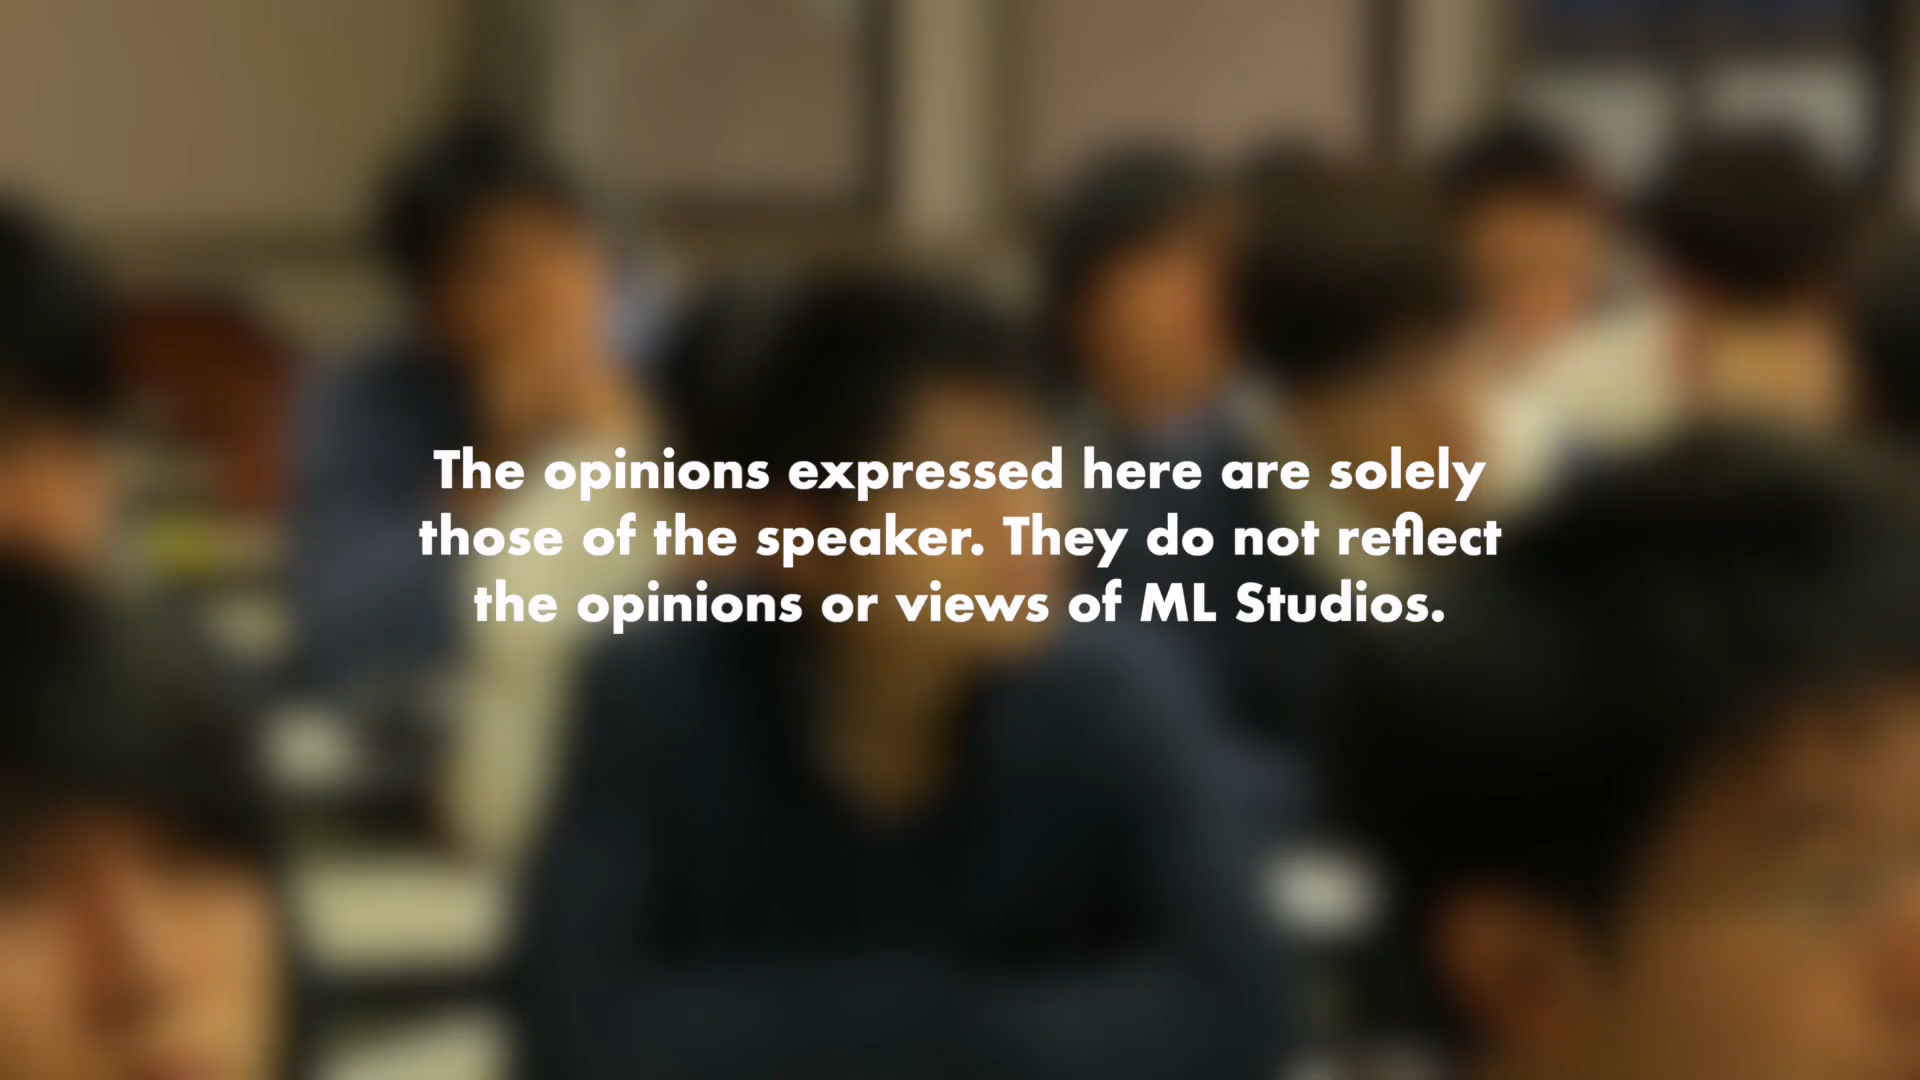 The opinions expressed here are solely
those of the speaker. They do not reflect
the opinions or views of ML Studios.